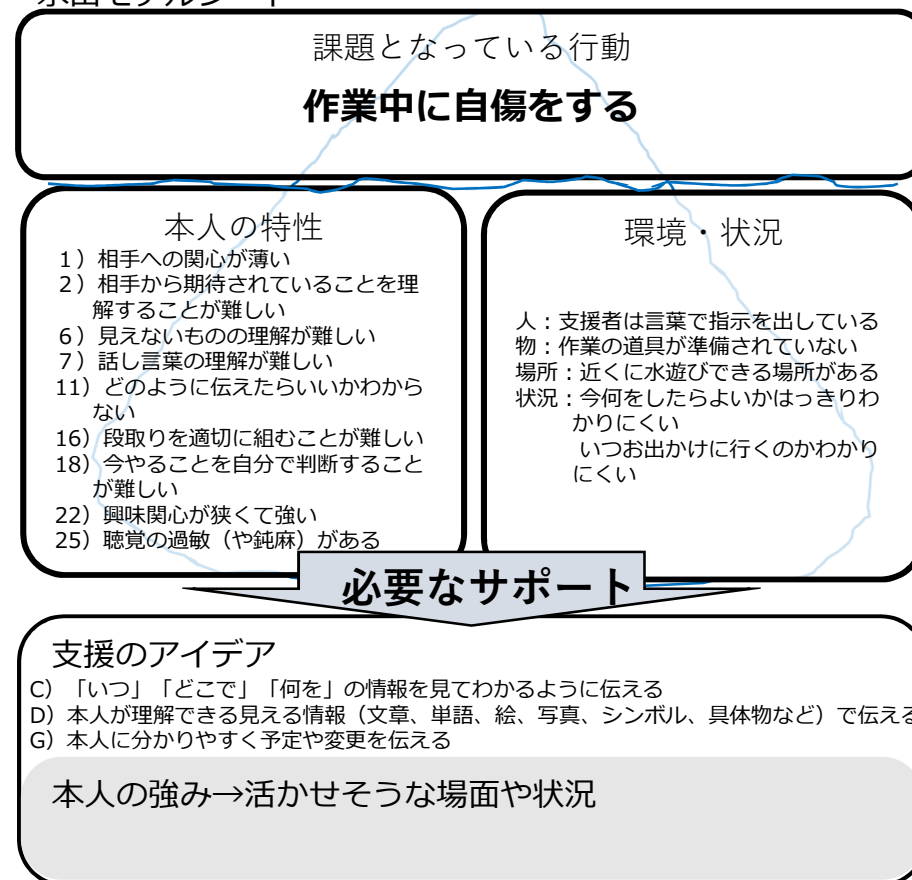 課題となっている行動
作業中に自傷をする
本人の特性
1）相手への関心が薄い
2）相手から期待されていることを理
解することが難しい
6）見えないものの理解が難しい
7）話し言葉の理解が難しい
11）どのように伝えたらいいかわから
ない
16）段取りを適切に組むことが難しい
18）今やることを自分で判断すること
が難しい
22）興味関心が狭くて強い
25）聴覚の過敏（や鈍麻）がある
環境・状況
人：支援者は言葉で指示を出している
物：作業の道具が準備されていない
場所：近くに水遊びできる場所がある
状況：今何をしたらよいかはっきりわ
かりにくい
いつお出かけに行くのかわかり
にくい
必要なサポート
支援のアイデア
C）「いつ」「どこで」「何を」の情報を見てわかるように伝える
D）本人が理解できる見える情報（文章、単語、絵、写真、シンボル、具体物など）で伝える
G）本人に分かりやすく予定や変更を伝える
本人の強み→活かせそうな場面や状況